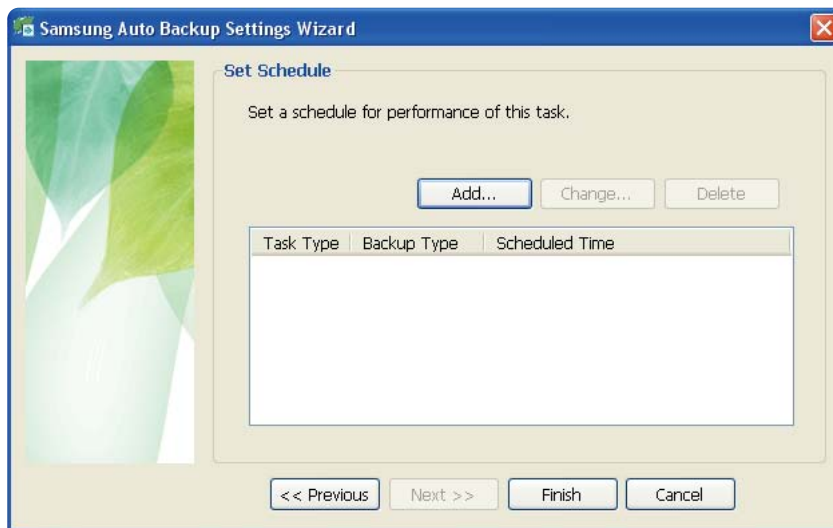 Samsung Auto Backup Settings Wizard
Set Schedule
Set a schedule for performance of this task.
Add... Change... Delete
Task Type Backup Type Scheduled Time
<< Previous Next >> Finish Cancel